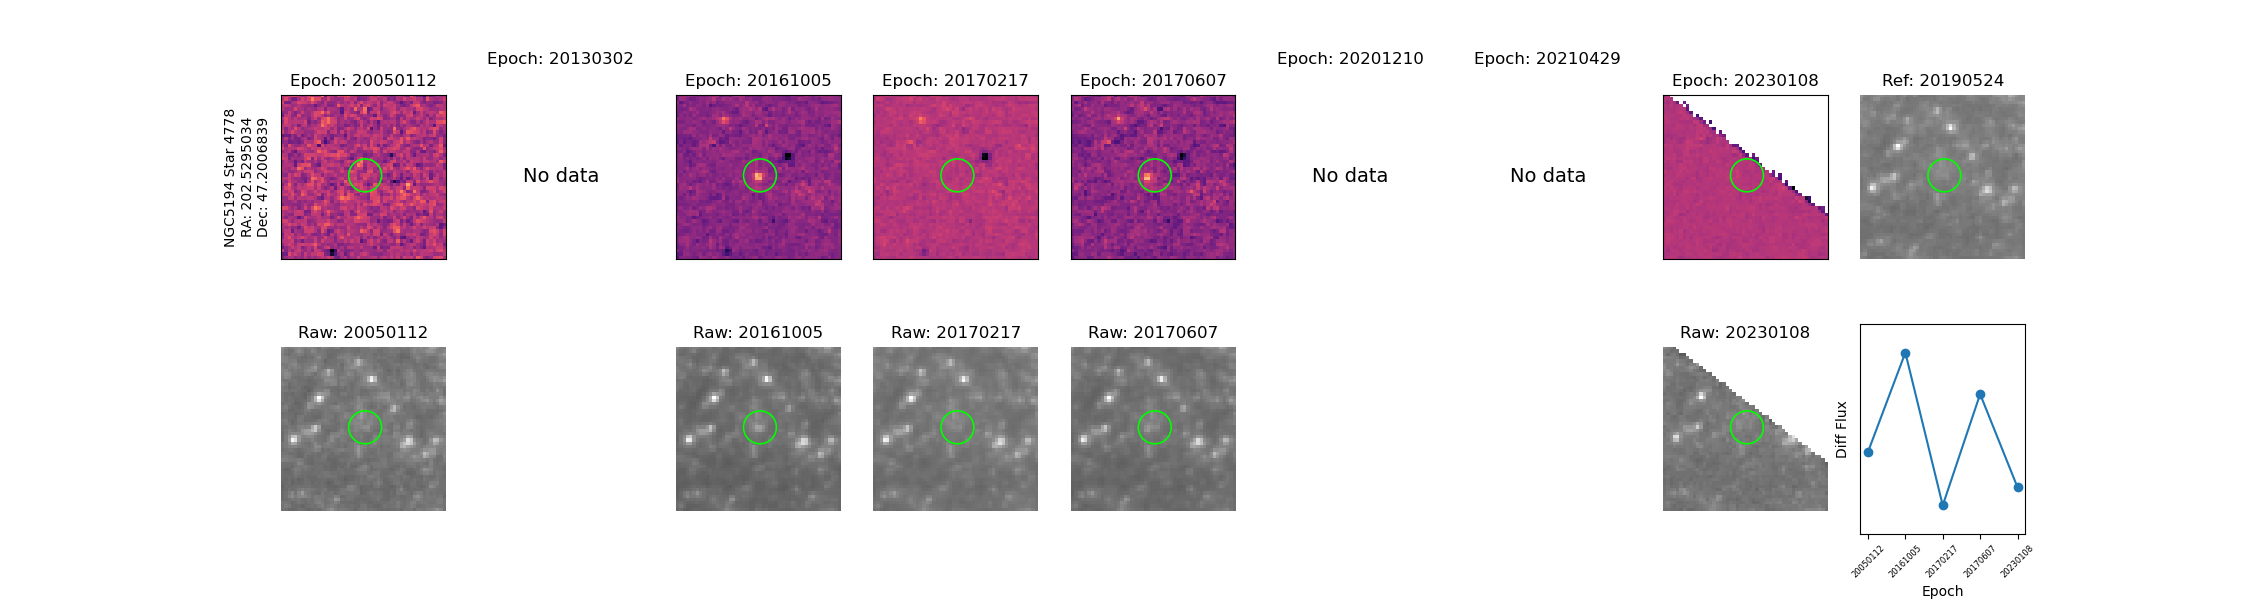 Epoch: 20050112
Epoch: 20130302
Epoch: 20161005
Epoch: 20170217
Epoch: 20170607
Epoch: 20201210
Epoch: 20210429
Epoch: 20230108
Ref: 20190524
NGC5194 Star 4778
RA: 202.5295034
Dec: 47.2006839
No data
No data
No data
Raw: 20050112
Raw: 20161005
Raw: 20170217
Raw: 20170607
Raw: 20230108
Diff Flux
20050112
20161005
20170217
20170607
20230108
Epoch